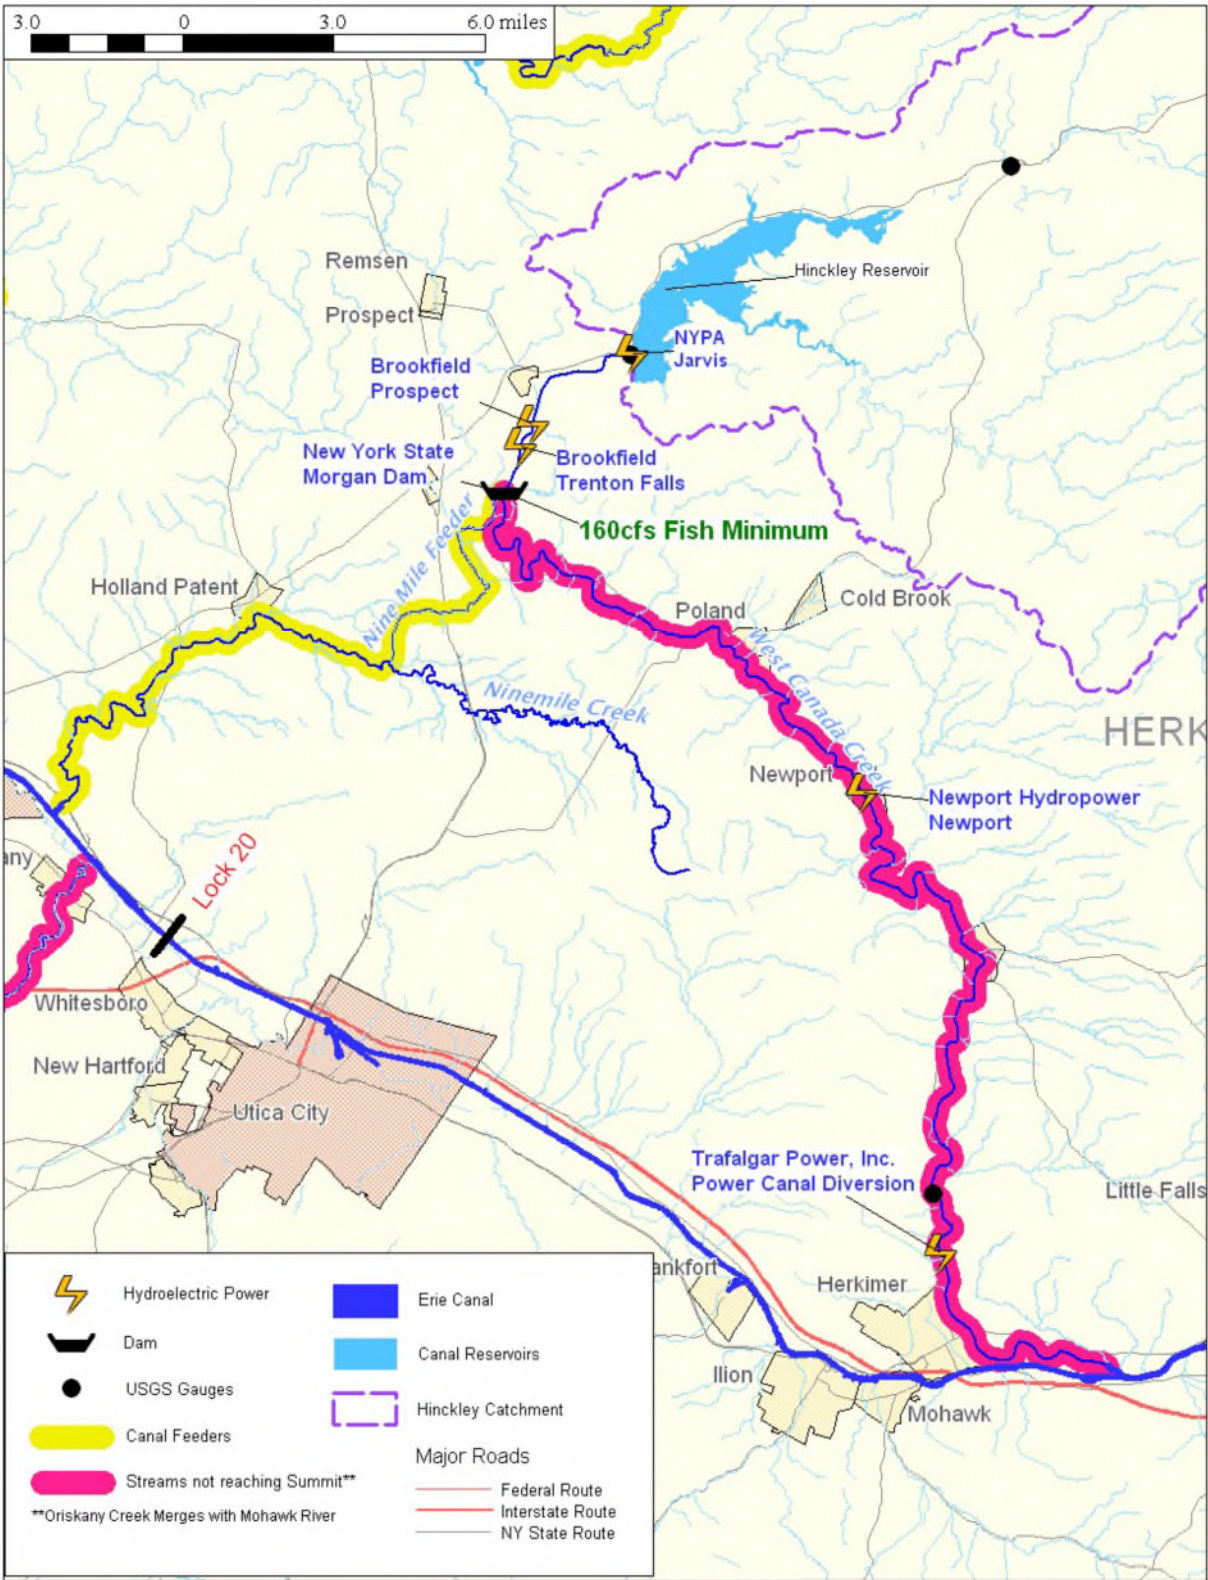 3.0 0 3.0 6.0 miles
Hinckley Reservoir
Remsen
Prospect
NYPA
Jarvis
Brookfield
Prospect
New York State
Morgan Dam
Brookfield
Trenton Falls
160cfs Fish Minimum
Nine Mile Feeder
Holland Patent
Poland
Cold Brook
West Canada Creek
Ninemile Creek
HERK
Newport
Newport Hydropower
Newport
any
Lock 20
Whitesboro
New Hartford
Utica City
Trafalgar Power, Inc.
Power Canal Diversion
Little Falls
ankfort
Herkimer
Ilion
Mohawk
Hydroelectric Power
Dam
USGS Gauges
Canal Feeders
Streams not reaching Summit**
**Oriskany Creek Merges with Mohawk River
Erie Canal
Canal Reservoirs
Hinckley Catchment
Major Roads
Federal Route
Interstate Route
NY State Route